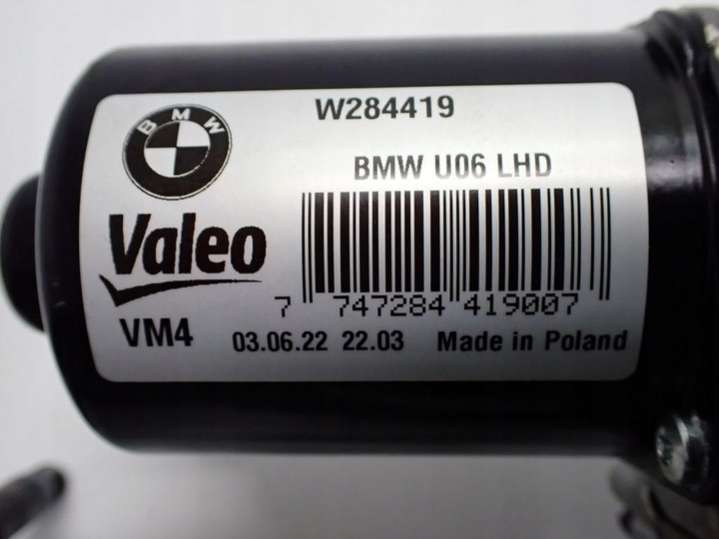 W284419
BMW
BMW U06 LHD
Valeo
7 747284 419007
VM4 03.06.22 22.03 Made in Poland